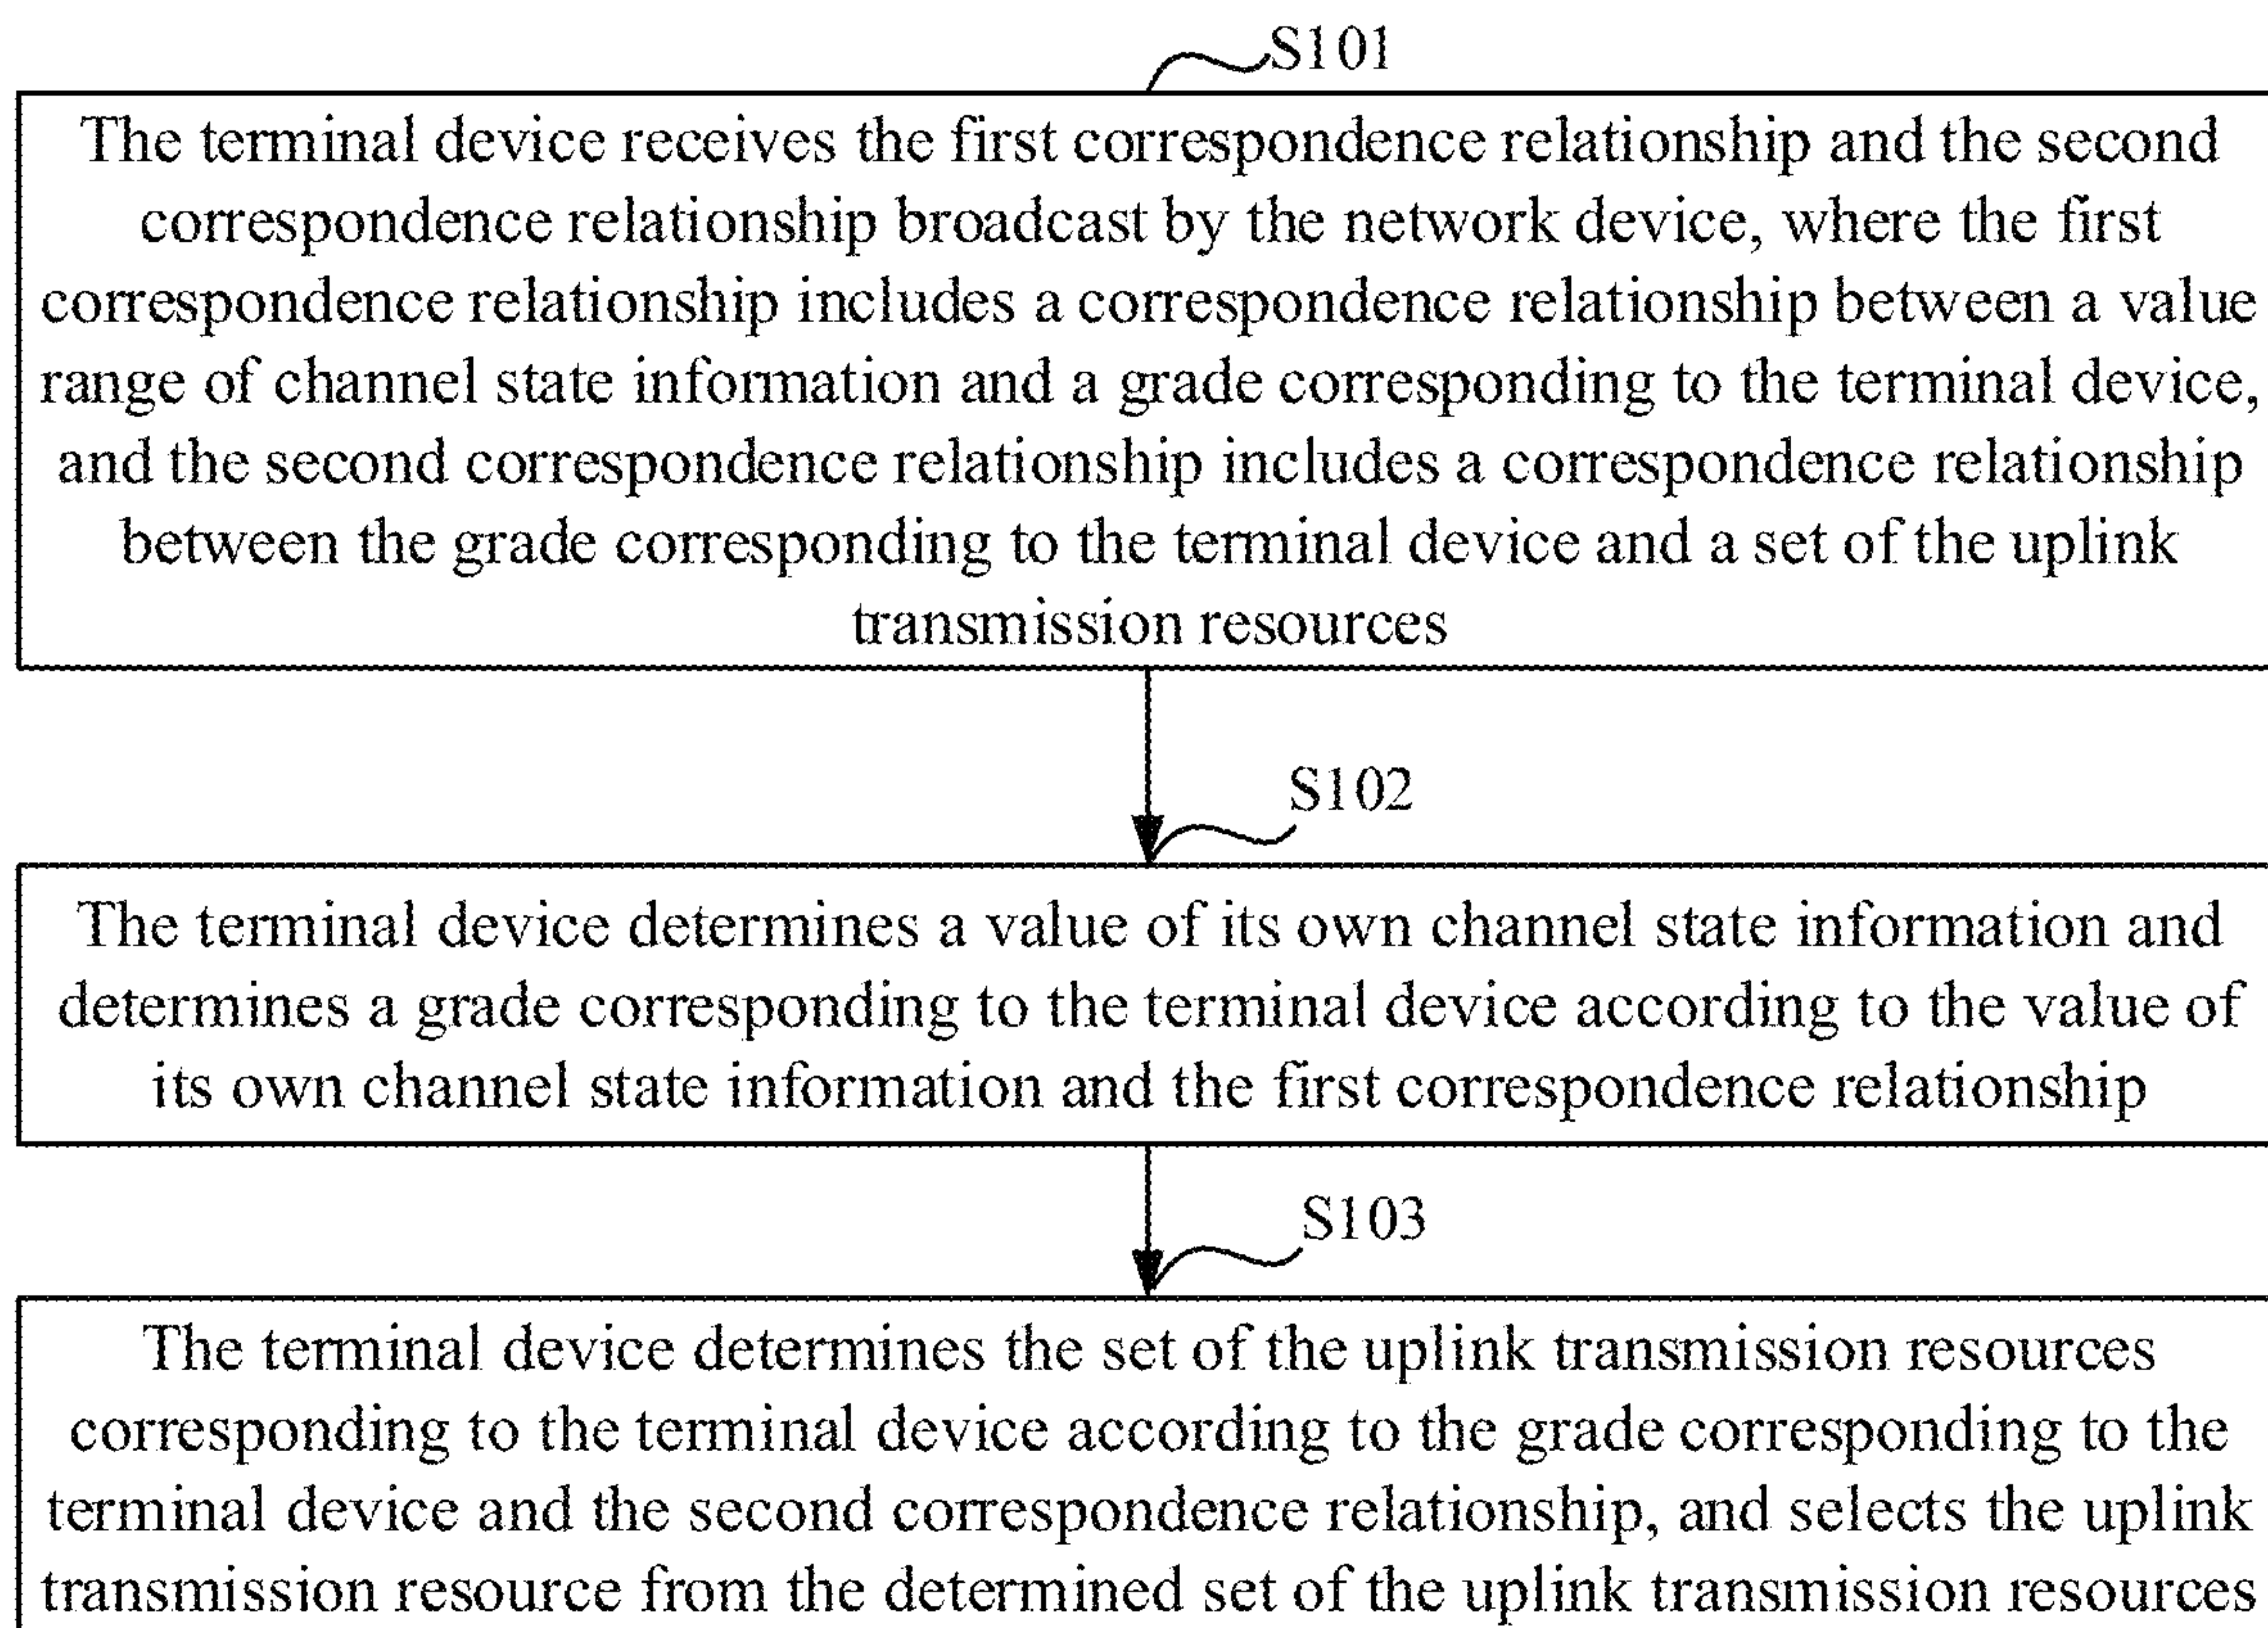 S101
The terminal device receives the first correspondence relationship and the second
correspondence relationship broadcast by the network device, where the first
correspondence relationship includes a correspondence relationship between a value
range of channel state information and a grade corresponding to the terminal device,
and the second correspondence relationship includes a correspondence relationship
between the grade corresponding to the terminal device and a set of the uplink
transmission resources
S102
The terminal device determines a value of its own channel state information and
determines a grade corresponding to the terminal device according to the value of
its own channel state information and the first correspondence relationship
S103
The terminal device determines the set of the uplink transmission resources
corresponding to the terminal device according to the grade corresponding to the
terminal device and the second correspondence relationship, and selects the uplink
transmission resource from the determined set of the uplink transmission resources